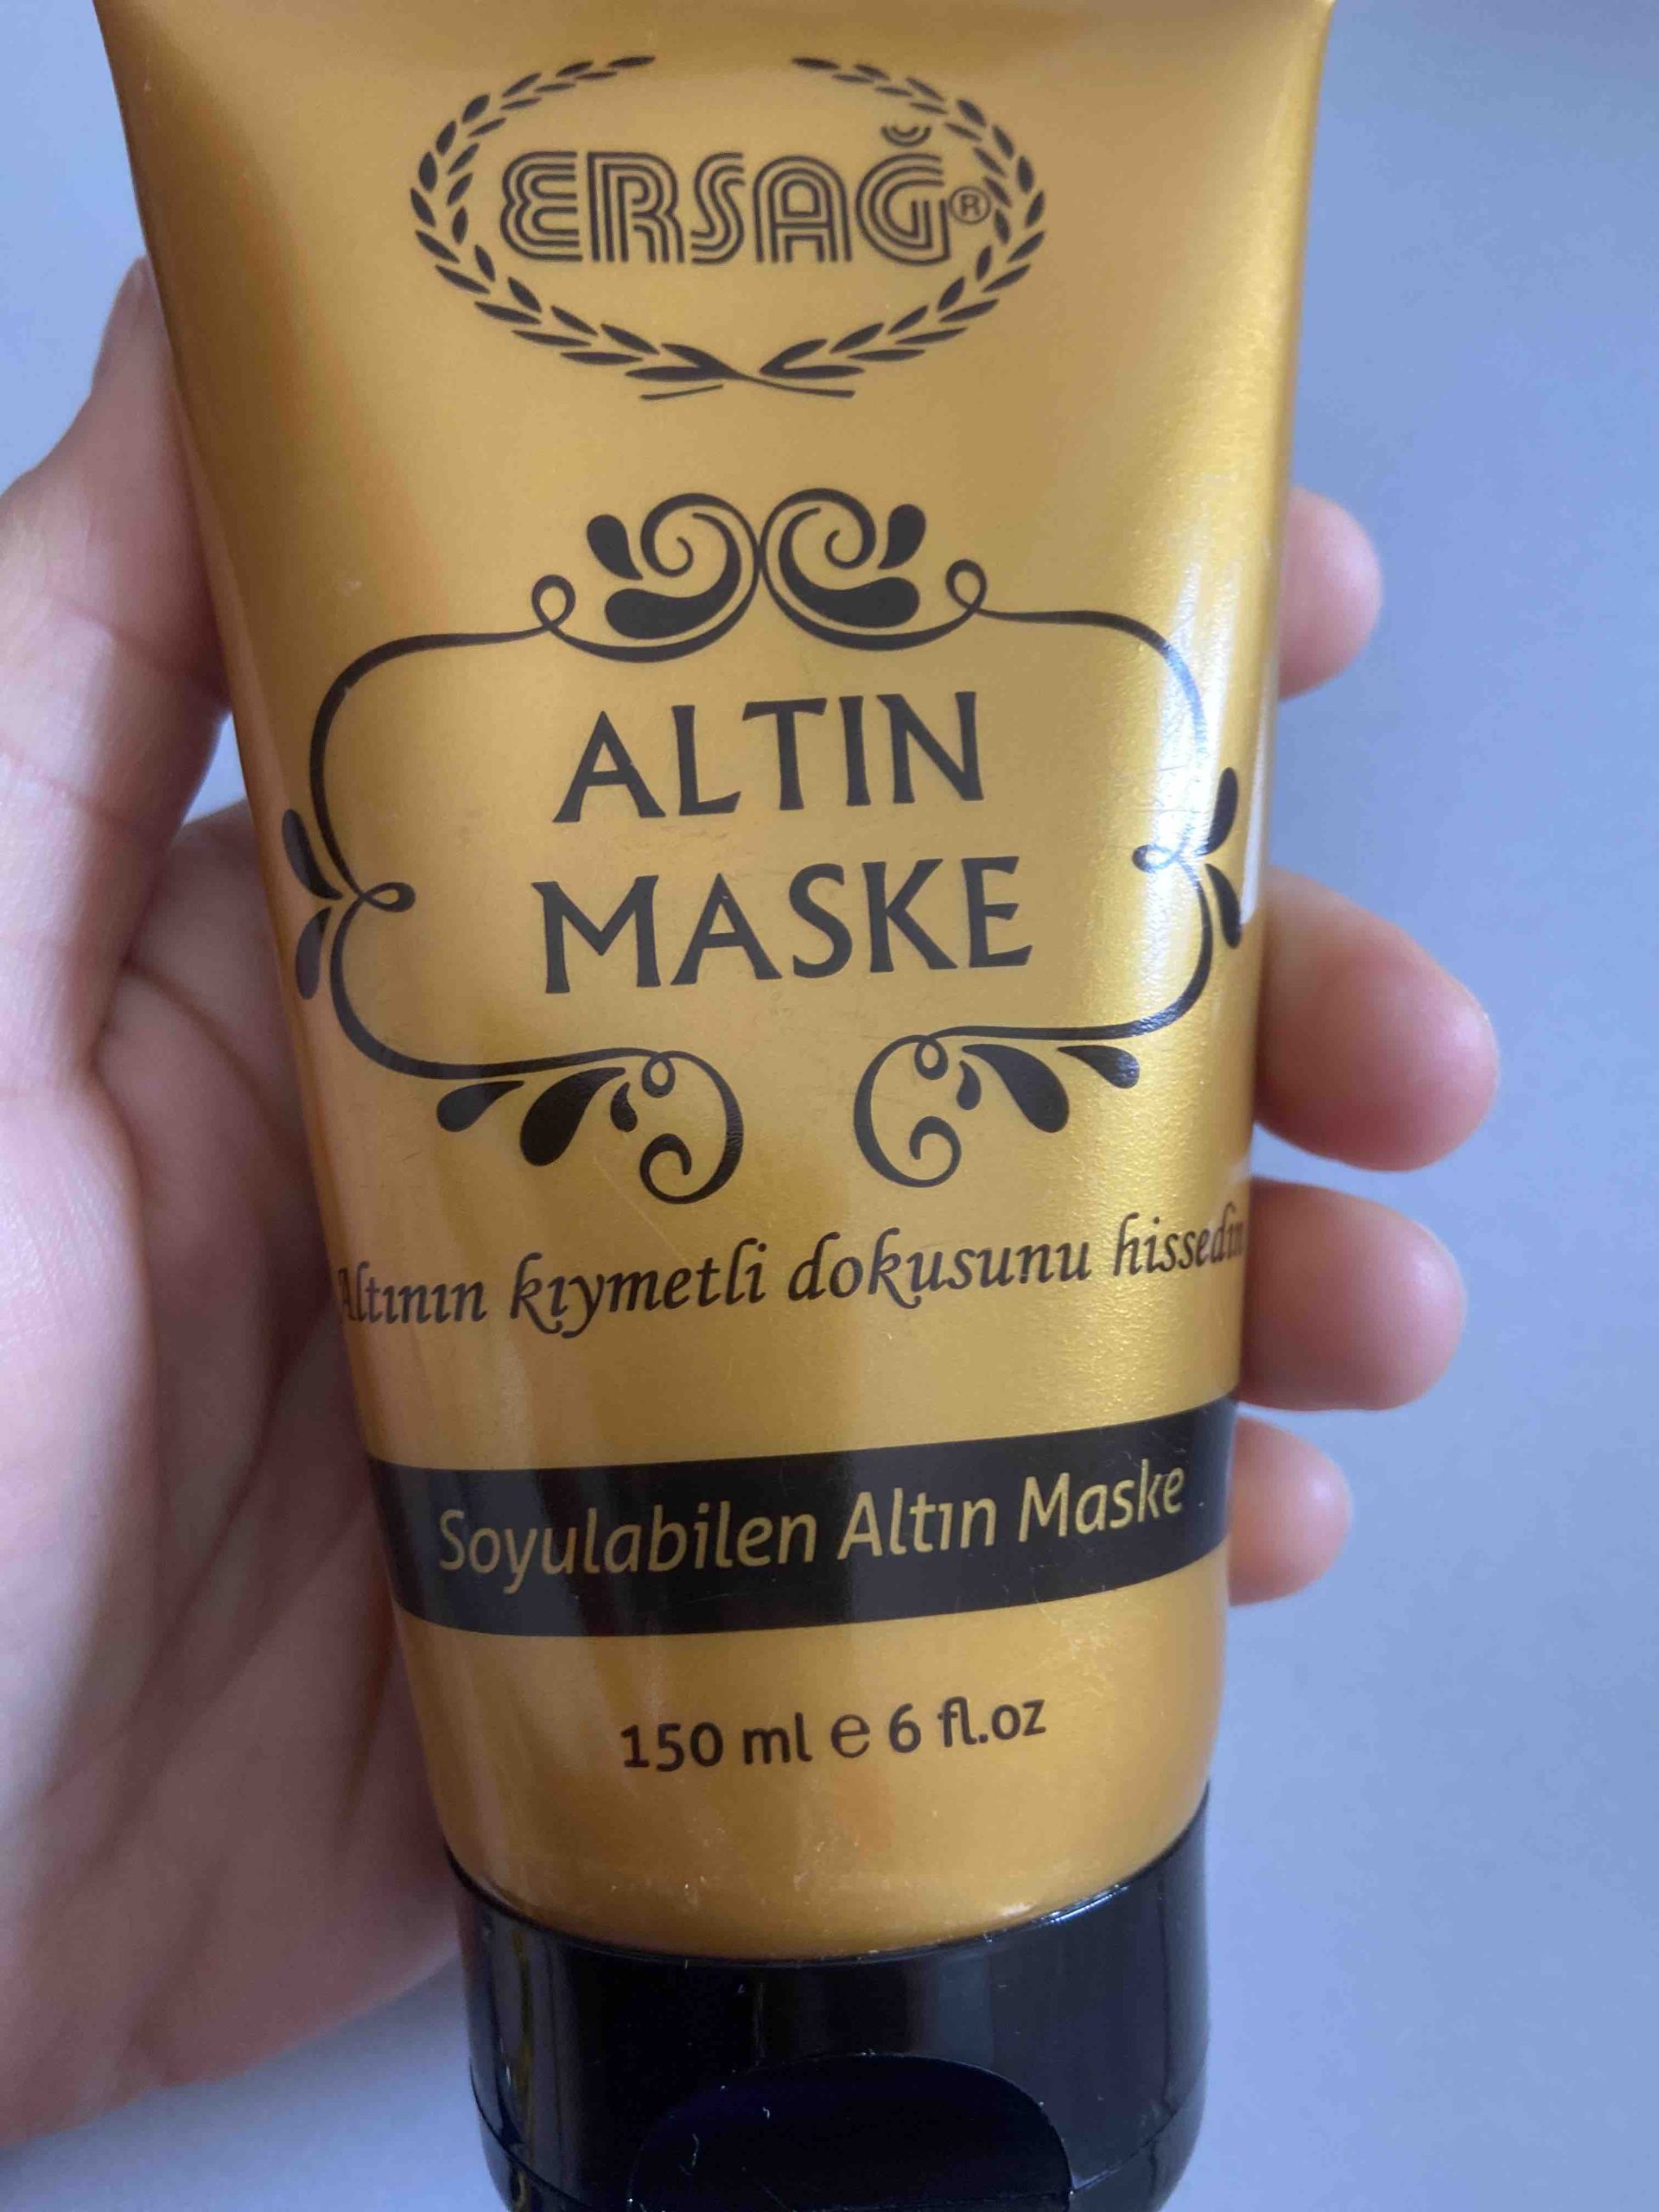 ERSAĞ®
ALTIN
MASKE
Altının kıymetli dokusunu hissedin
Soyulabilen Altın Maske
150 ml e 6 fl.oz